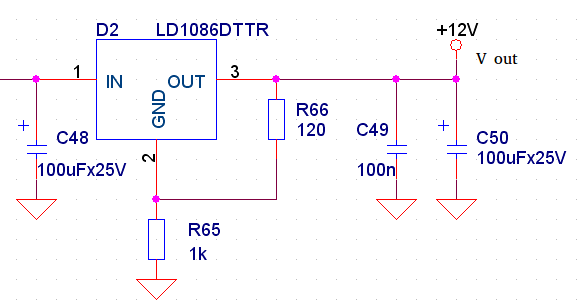 D2 LD1086DTTR
+12V
V out
1 IN OUT 3
GND
2
+ C48
100uFx25V
R66
120
C49
100n
+ C50
100uFx25V
R65
1k